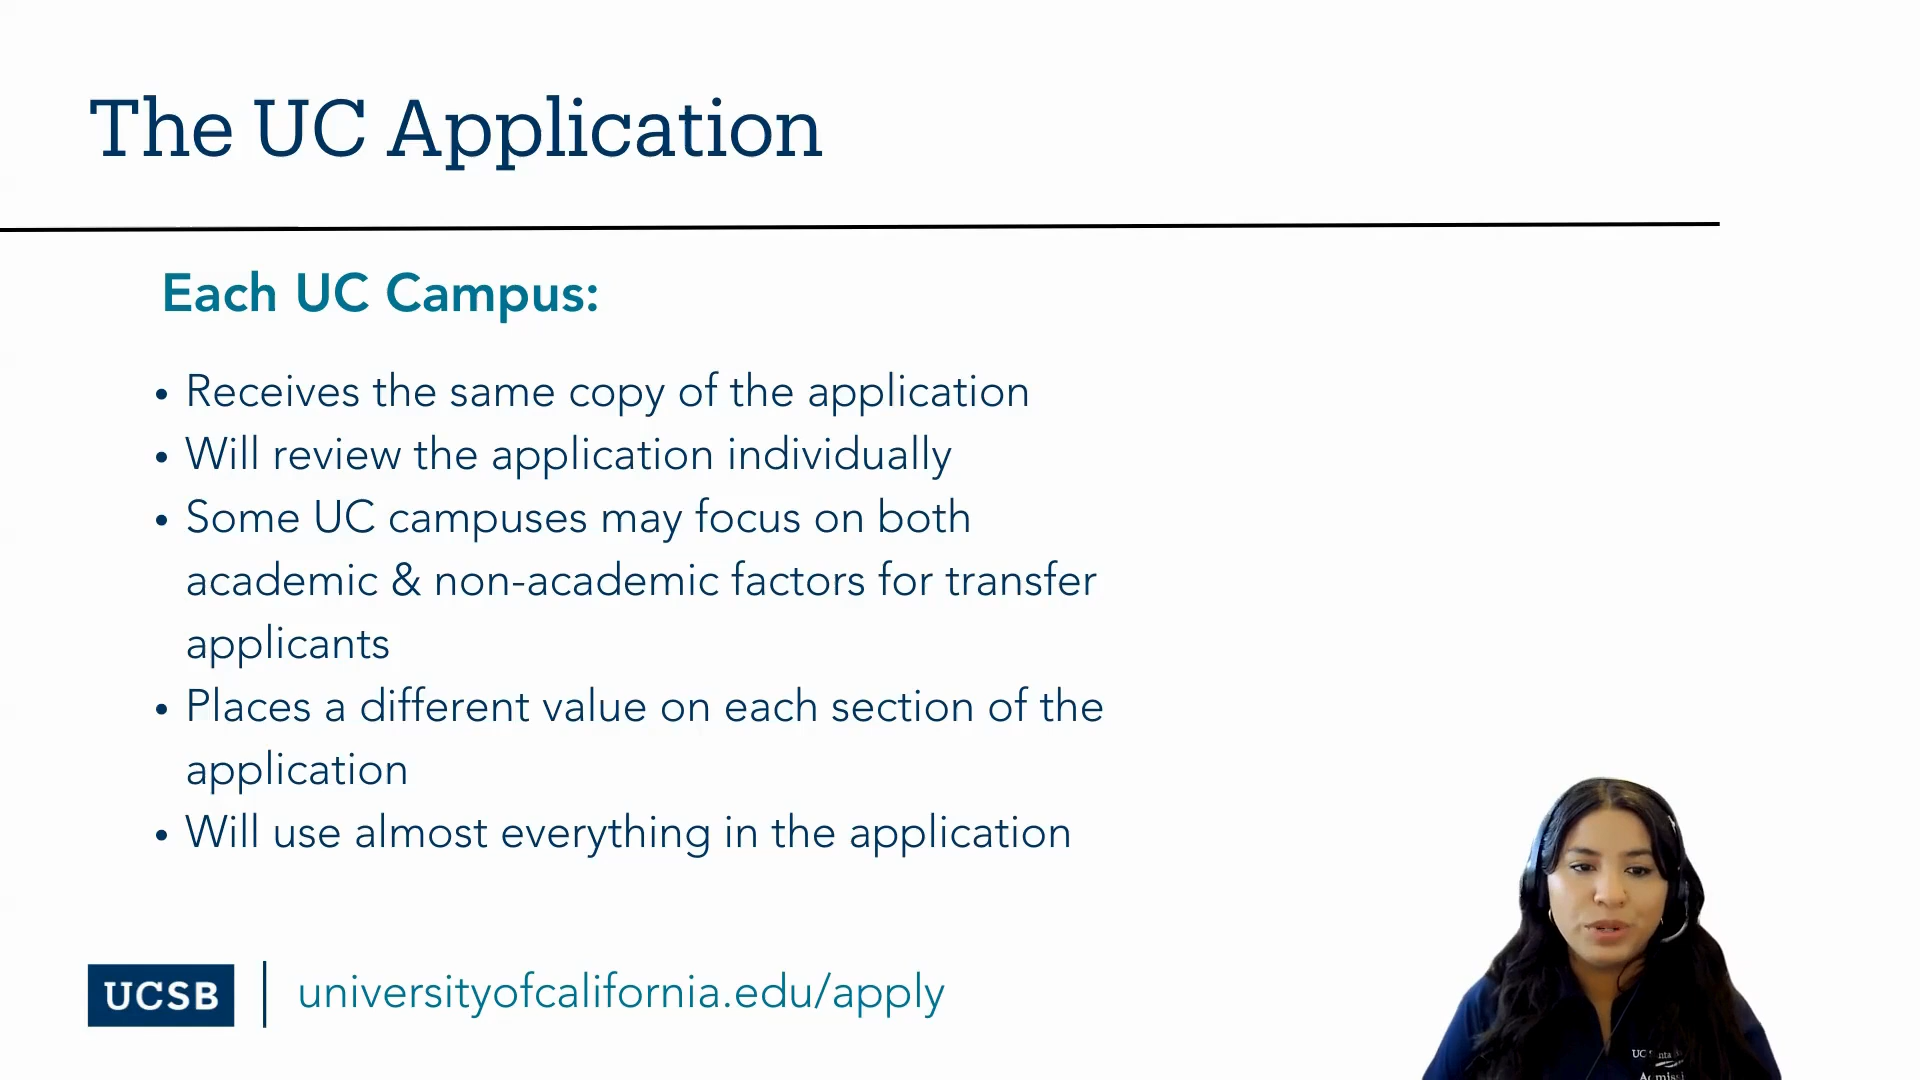 The UC Application
Each UC Campus:
• Receives the same copy of the application
• Will review the application individually
• Some UC campuses may focus on both
academic & non-academic factors for transfer
applicants
• Places a different value on each section of the
application
• Will use almost everything in the application
UCSB
universityofcalifornia.edu/apply
UC